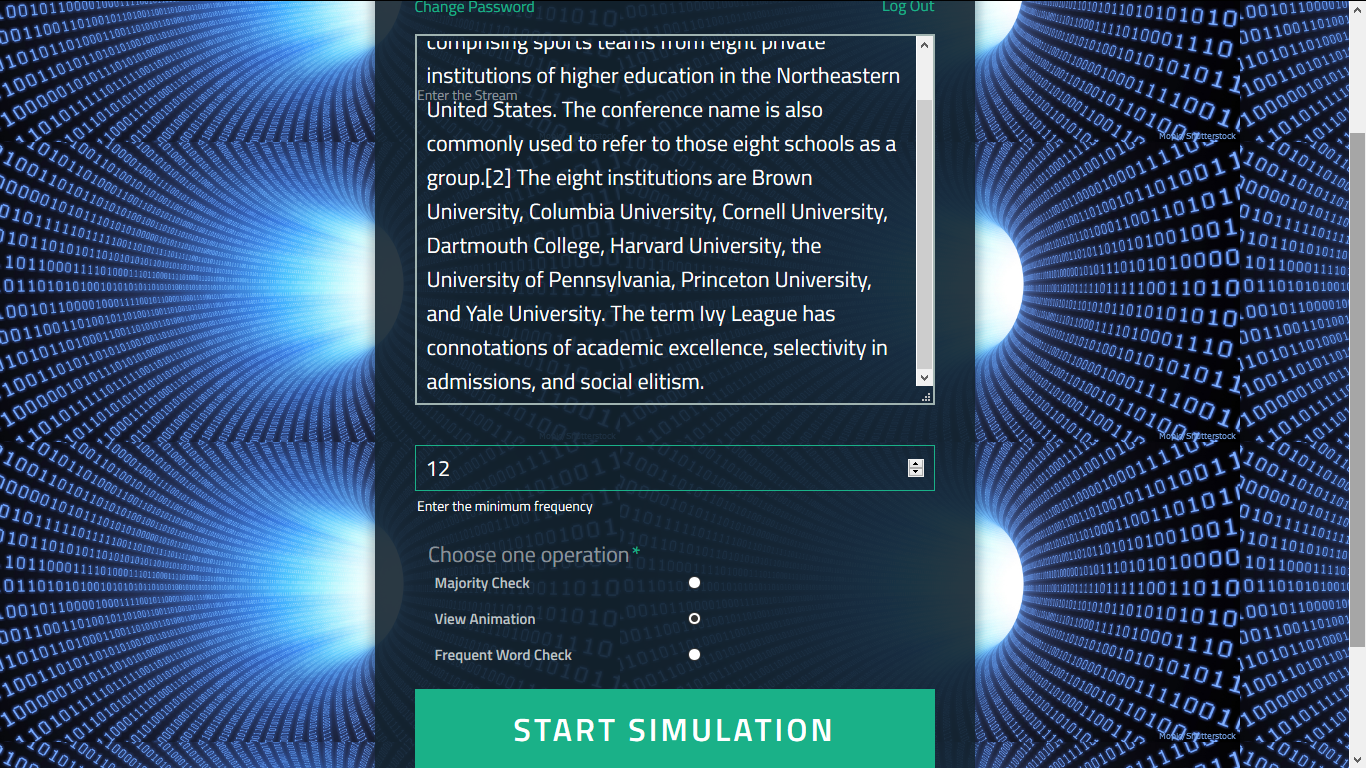 Change Password
Log Out
comprising sports teams from eight private
institutions of higher education in the Northeastern
Enter the Stream
United States. The conference name is also
commonly used to refer to those eight schools as a
group.[2] The eight institutions are Brown
University, Columbia University, Cornell University,
Dartmouth College, Harvard University, the
University of Pennsylvania, Princeton University,
and Yale University. The term Ivy League has
connotations of academic excellence, selectivity in
admissions, and social elitism.
12
Enter the minimum frequency
Choose one operation*
Majority Check
View Animation
Frequent Word Check
START SIMULATION
Mopic/Shutterstock
Mopic/Shutterstock
Mopic/Shutterstock